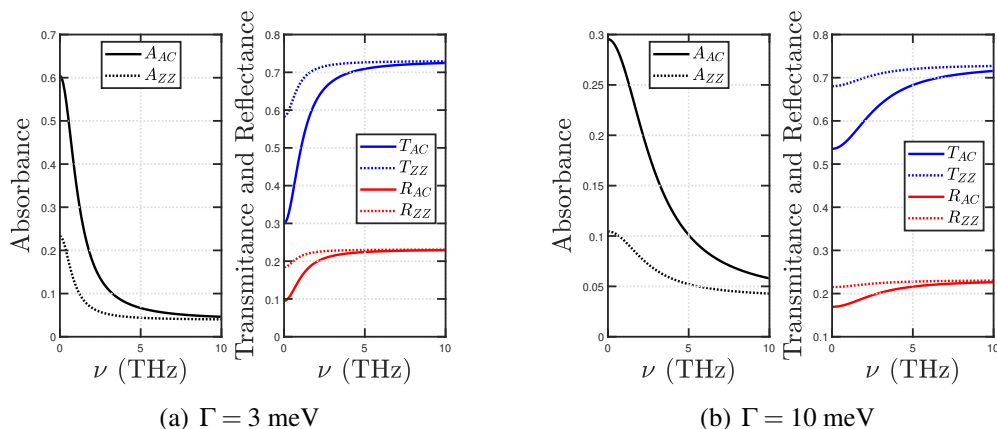 Absorbance
0.7
0.6
0.5
0.4
0.3
0.2
0.1
0
0 5 10
ν (THz)
A_AC
A_ZZ
Transmitance and Reflectance
0.9
0.8
0.7
0.6
0.5
0.4
0.3
0.2
0.1
0
0 5 10
ν (THz)
T_AC
T_ZZ
R_AC
R_ZZ
(a) Γ = 3 meV
Absorbance
0.3
0.25
0.2
0.15
0.1
0.05
0
0 5 10
ν (THz)
A_AC
A_ZZ
Transmitance and Reflectance
0.8
0.7
0.6
0.5
0.4
0.3
0.2
0.1
0 5 10
ν (THz)
T_AC
T_ZZ
R_AC
R_ZZ
(b) Γ = 10 meV